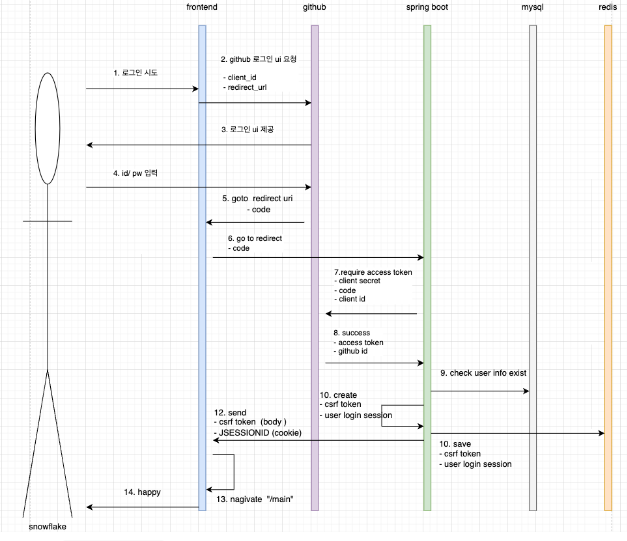 frontend
github
spring boot
mysql
redis
1. 로그인 시도
2. github 로그인 ui 요청
- client_id
- redirect_url
3. 로그인 ui 제공
4. id/ pw 입력
5. goto redirect uri
- code
6. go to redirect
- code
7.require access token
- client secret
- code
- client id
8. success
- access token
- github id
9. check user info exist
10. create
- csrf token
- user login session
10. save
- csrf token
- user login session
12. send
- csrf token (body )
- JSESSIONID (cookie)
13. nagivate "/main"
14. happy
snowflake